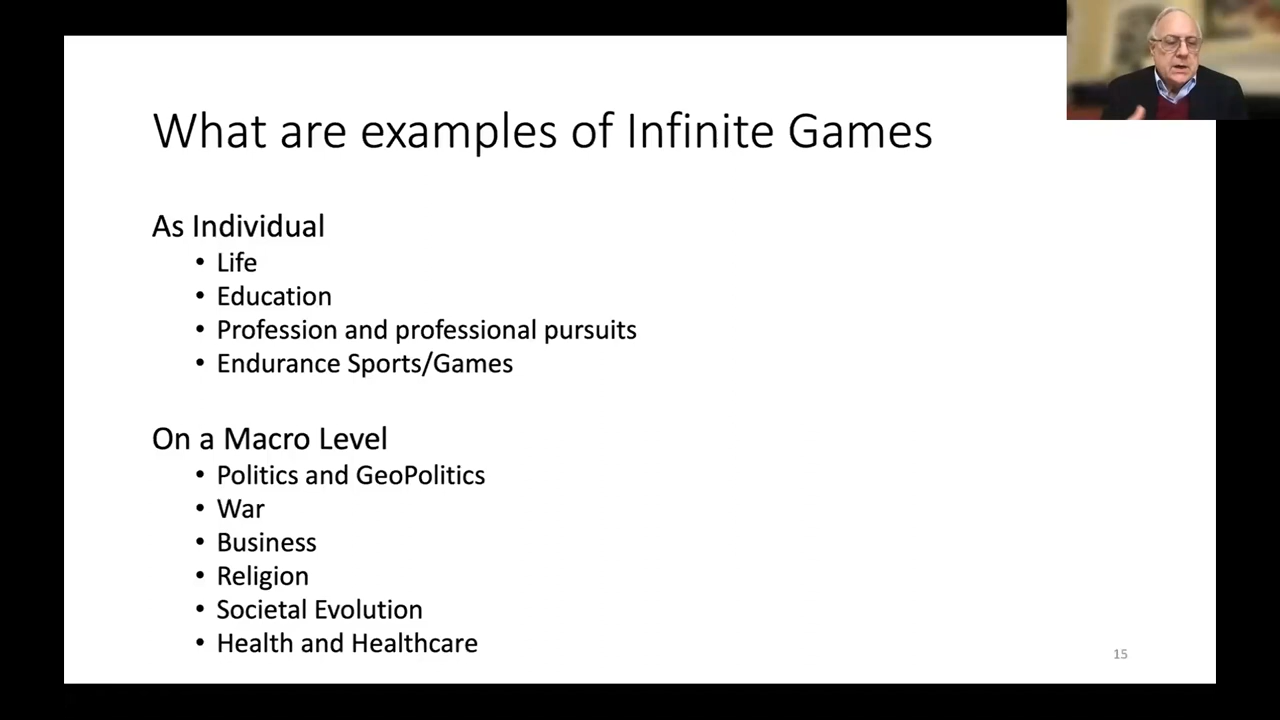 What are examples of Infinite Games
As Individual
• Life
• Education
• Profession and professional pursuits
• Endurance Sports/Games
On a Macro Level
• Politics and GeoPolitics
• War
• Business
• Religion
• Societal Evolution
• Health and Healthcare
15